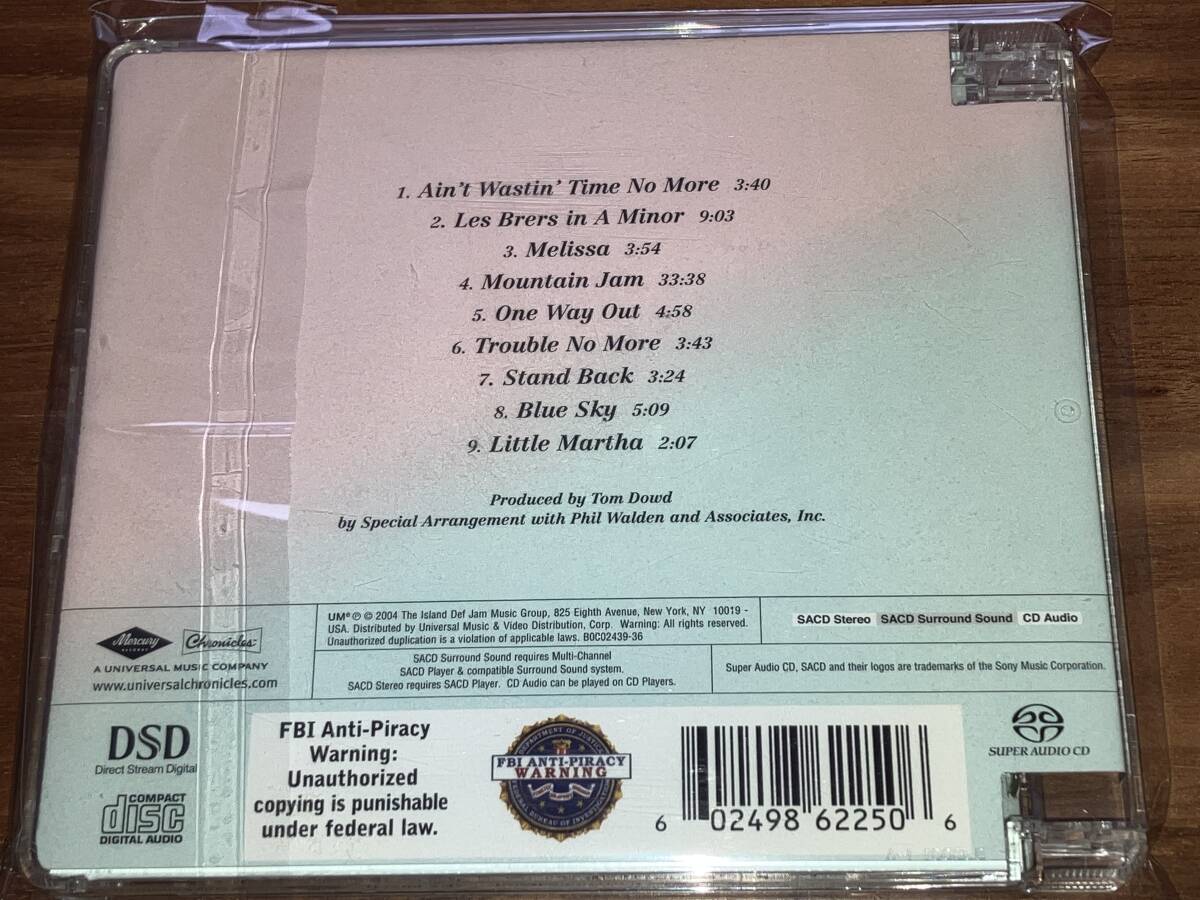 1. Ain't Wastin' Time No More 3:40
2. Les Brers in A Minor 9:03
3. Melissa 3:54
4. Mountain Jam 33:38
5. One Way Out 4:58
6. Trouble No More 3:43
7. Stand Back 3:24
8. Blue Sky 5:09
9. Little Martha 2:07
Produced by Tom Dowd
by Special Arrangement with Phil Walden and Associates, Inc.
Mercury
RECORDS
Chronicles
A UNIVERSAL MUSIC COMPANY
www.universalchronicles.com
UMe ℗ © 2004 The Island Def Jam Music Group, 825 Eighth Avenue, New York, NY 10019 -
USA. Distributed by Universal Music & Video Distribution, Corp. Warning: All rights reserved.
Unauthorized duplication is a violation of applicable laws. B0C02439-36
SACD Stereo SACD Surround Sound CD Audio
SACD Surround Sound requires Multi-Channel
SACD Player & compatible Surround Sound system.
SACD Stereo requires SACD Player. CD Audio can be played on CD Players.
Super Audio CD, SACD and their logos are trademarks of the Sony Music Corporation.
DSD
Direct Stream Digital
COMPACT
disc
DIGITAL AUDIO
FBI Anti-Piracy
Warning:
Unauthorized
copying is punishable
under federal law.
DEPARTMENT OF JUSTICE
FBI ANTI-PIRACY
WARNING
FEDERAL BUREAU OF INVESTIGATION
6 02498 62250 6
SUPER AUDIO CD